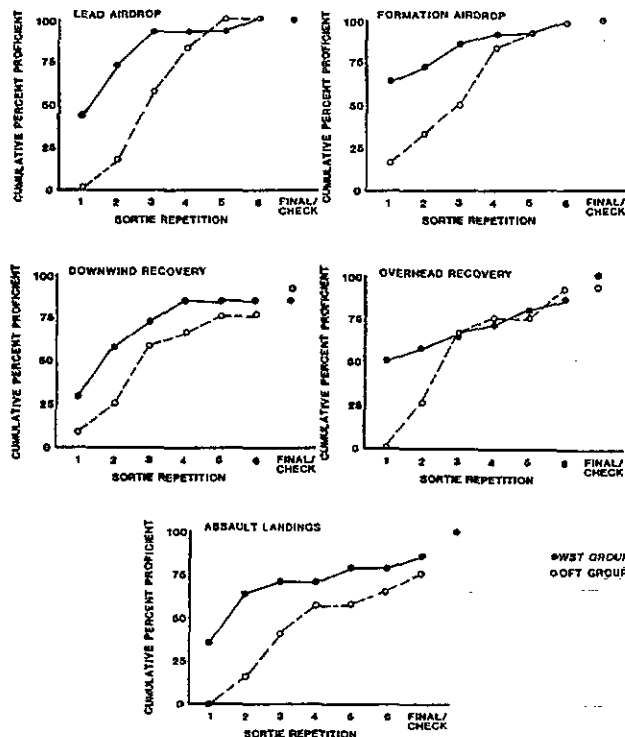 LEAD AIRDROP
CUMULATIVE PERCENT PROFICIENT
100
75
50
25
0
1 2 3 4 5 6 FINAL/
CHECK
SORTIE REPETITION
FORMATION AIRDROP
CUMULATIVE PERCENT PROFICIENT
100
75
50
25
0
1 2 3 4 5 6 FINAL/
CHECK
SORTIE REPETITION
DOWNWIND RECOVERY
CUMULATIVE PERCENT PROFICIENT
100
75
50
25
0
1 2 3 4 5 6 FINAL/
CHECK
SORTIE REPETITION
OVERHEAD RECOVERY
CUMULATIVE PERCENT PROFICIENT
100
75
50
25
0
1 2 3 4 5 6 FINAL/
CHECK
SORTIE REPETITION
ASSAULT LANDINGS
CUMULATIVE PERCENT PROFICIENT
100
75
50
25
0
1 2 3 4 5 6 FINAL/
CHECK
SORTIE REPETITION
WST GROUP
OFT GROUP